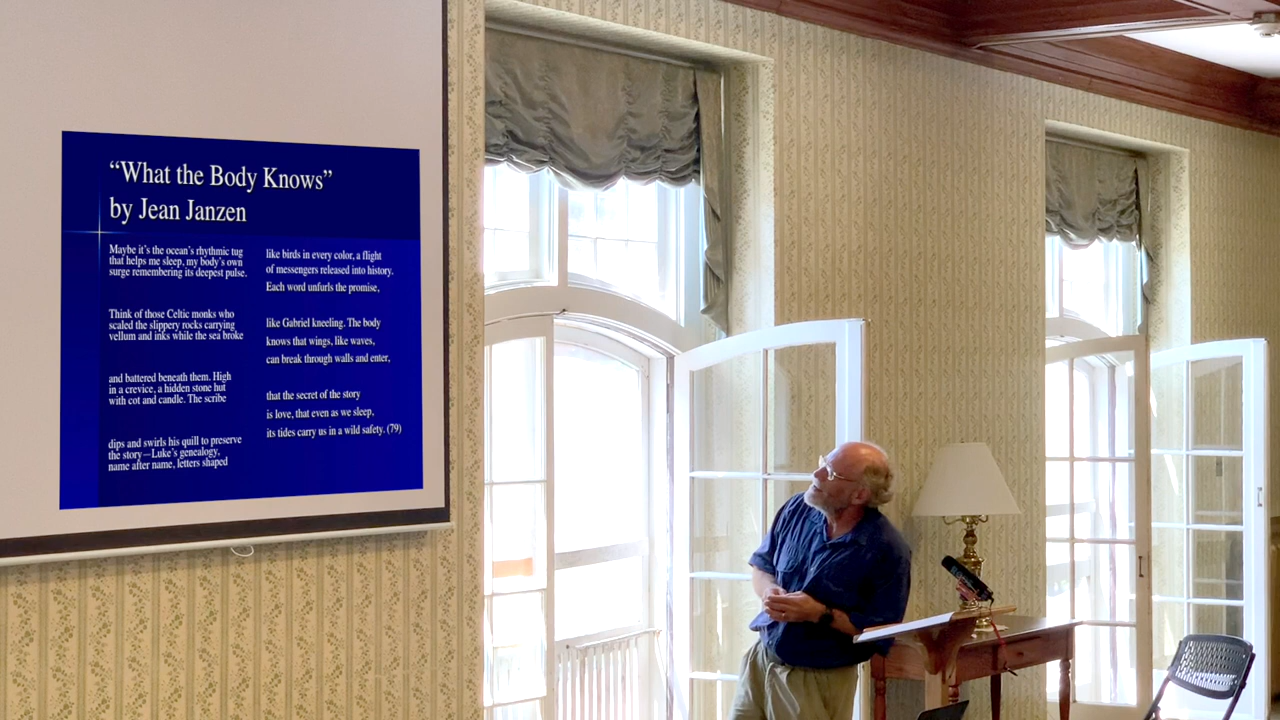 “What the Body Knows”
by Jean Janzen
Maybe it’s the ocean’s rhythmic tug
that helps me sleep, my body’s own
surge remembering its deepest pulse.
Think of those Celtic monks who
scaled the slippery rocks carrying
vellum and inks while the sea broke
and battered beneath them. High
in a crevice, a hidden stone hut
with cot and candle. The scribe
dips and swirls his quill to preserve
the story—Luke’s genealogy,
name after name, letters shaped
like birds in every color, a flight
of messengers released into history.
Each word unfurls the promise,
like Gabriel kneeling. The body
knows that wings, like waves,
can break through walls and enter,
that the secret of the story
is love, that even as we sleep,
its tides carry us in a wild safety. (79)